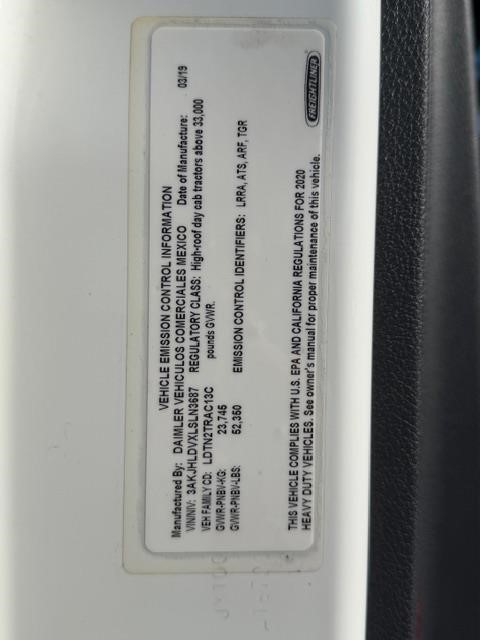 VEHICLE EMISSION CONTROL INFORMATION
Manufactured By: DAIMLER VEHICULOS COMERCIALES MEXICO Date of Manufacture: 03/19
VIN/NIV: 3AKJHLDVXLSLN3687 REGULATORY CLASS: High-roof day cab tractors above 33,000
VEH FAMILY CD: LDTN2TRAC13C pounds GVWR.
GVWR-PNBV-KG: 23,745
GVWR-PNBV-LBS: 52,350 EMISSION CONTROL IDENTIFIERS: LRRA, ATS, ARF, TGR
THIS VEHICLE COMPLIES WITH U.S. EPA AND CALIFORNIA REGULATIONS FOR 2020
HEAVY DUTY VEHICLES. See owner's manual for proper maintenance of this vehicle.
FREIGHTLINER